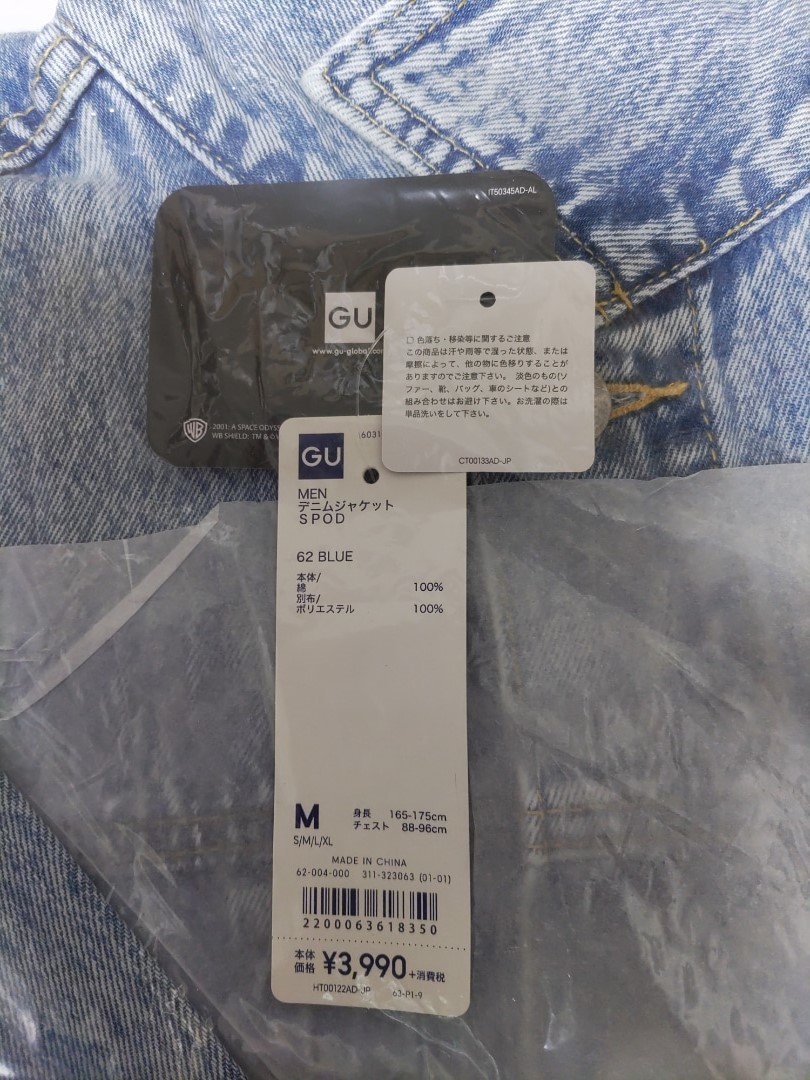 IT50345AD-AL
GU
www.gu-global.com
2001: A SPACE ODYSS
WB SHIELD: TM & ©
WB
色落ち・移染等に関するご注意
この商品は汗や雨等で湿った状態、または
摩擦によって、他の物に色移りすることが
ありますのでご注意下さい。 淡色のもの(ソ
ファー、靴、バッグ、車のシートなど)との
組み合わせはお避け下さい。お洗濯の際は
単品洗いをして下さい。
CT00133AD-JP
GU
(6031
MEN
デニムジャケット
SPOD
62 BLUE
本体/
綿 100%
別布/
ポリエステル 100%
M 身長 165-175cm
チェスト 88-96cm
S/M/L/XL
MADE IN CHINA
62-004-000 311-323063 (01-01)
2200063618350
本体価格 ¥3,990+消費税
HT00122AD-JP 63-P1-9